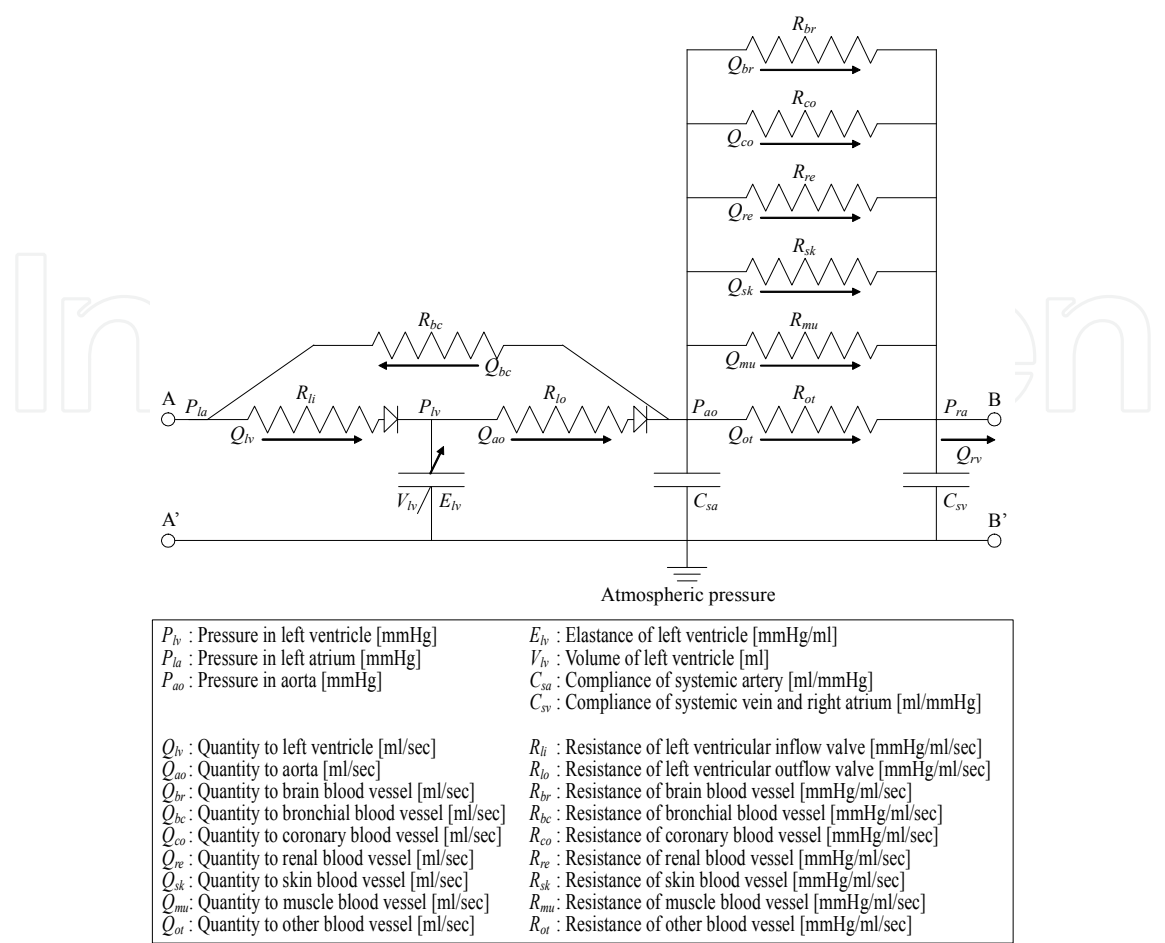 R_br
Q_br
R_co
Q_co
R_re
Q_re
R_sk
Q_sk
R_bc
Q_bc
R_mu
Q_mu
A P_la R_li P_lv R_lo P_ao R_ot P_ra B
Q_lv Q_ao Q_ot Q_rv
V_lv E_lv C_sa C_sv
A' B'
Atmospheric pressure
P_lv : Pressure in left ventricle [mmHg]
P_la : Pressure in left atrium [mmHg]
P_ao : Pressure in aorta [mmHg]
E_lv : Elastance of left ventricle [mmHg/ml]
V_lv : Volume of left ventricle [ml]
C_sa : Compliance of systemic artery [ml/mmHg]
C_sv : Compliance of systemic vein and right atrium [ml/mmHg]
Q_lv : Quantity to left ventricle [ml/sec]
Q_ao : Quantity to aorta [ml/sec]
Q_br : Quantity to brain blood vessel [ml/sec]
Q_bc : Quantity to bronchial blood vessel [ml/sec]
Q_co : Quantity to coronary blood vessel [ml/sec]
Q_re : Quantity to renal blood vessel [ml/sec]
Q_sk : Quantity to skin blood vessel [ml/sec]
Q_mu: Quantity to muscle blood vessel [ml/sec]
Q_ot : Quantity to other blood vessel [ml/sec]
R_li : Resistance of left ventricular inflow valve [mmHg/ml/sec]
R_lo : Resistance of left ventricular outflow valve [mmHg/ml/sec]
R_br : Resistance of brain blood vessel [mmHg/ml/sec]
R_bc : Resistance of bronchial blood vessel [mmHg/ml/sec]
R_co : Resistance of coronary blood vessel [mmHg/ml/sec]
R_re : Resistance of renal blood vessel [mmHg/ml/sec]
R_sk : Resistance of skin blood vessel [mmHg/ml/sec]
R_mu: Resistance of muscle blood vessel [mmHg/ml/sec]
R_ot : Resistance of other blood vessel [mmHg/ml/sec]